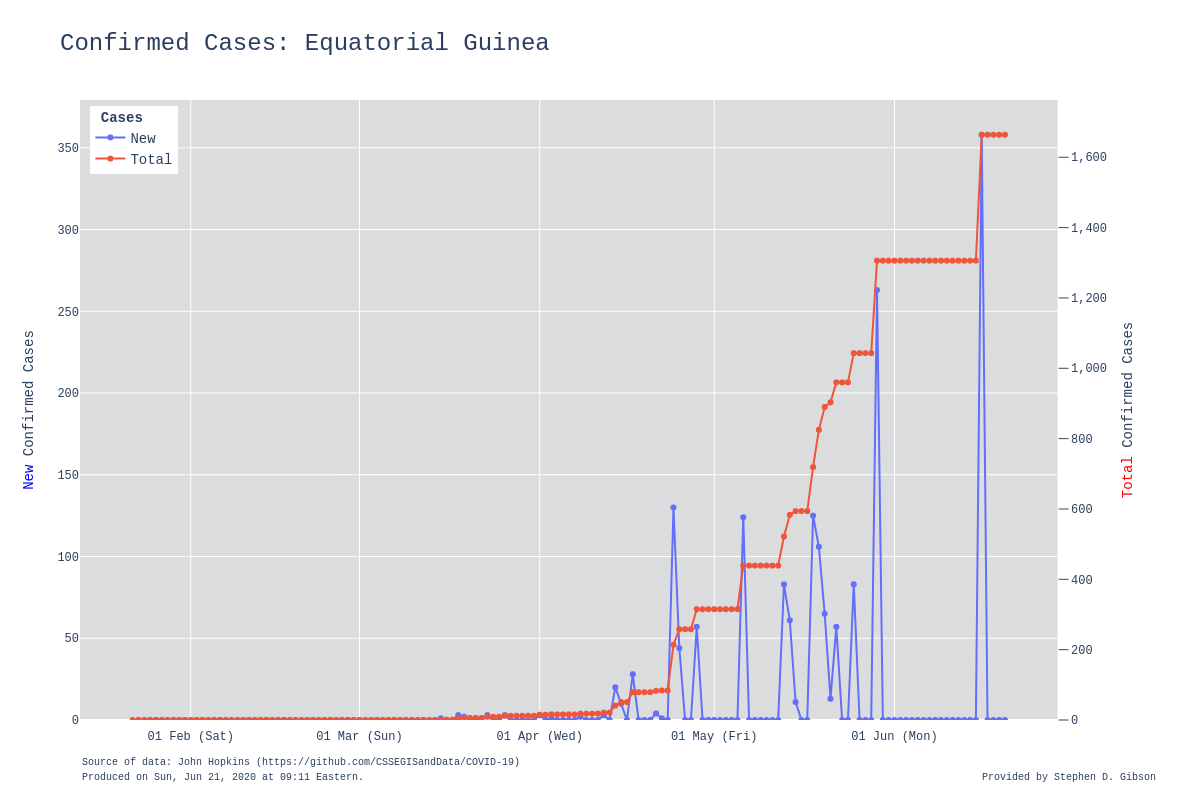 Confirmed Cases: Equatorial Guinea
Cases
New
Total
350
300
250
200
150
100
50
0
1,600
1,400
1,200
1,000
800
600
400
200
0
New Confirmed Cases
Total Confirmed Cases
01 Feb (Sat)
01 Mar (Sun)
01 Apr (Wed)
01 May (Fri)
01 Jun (Mon)
Source of data: John Hopkins (https://github.com/CSSEGISandData/COVID-19)
Produced on Sun, Jun 21, 2020 at 09:11 Eastern.
Provided by Stephen D. Gibson